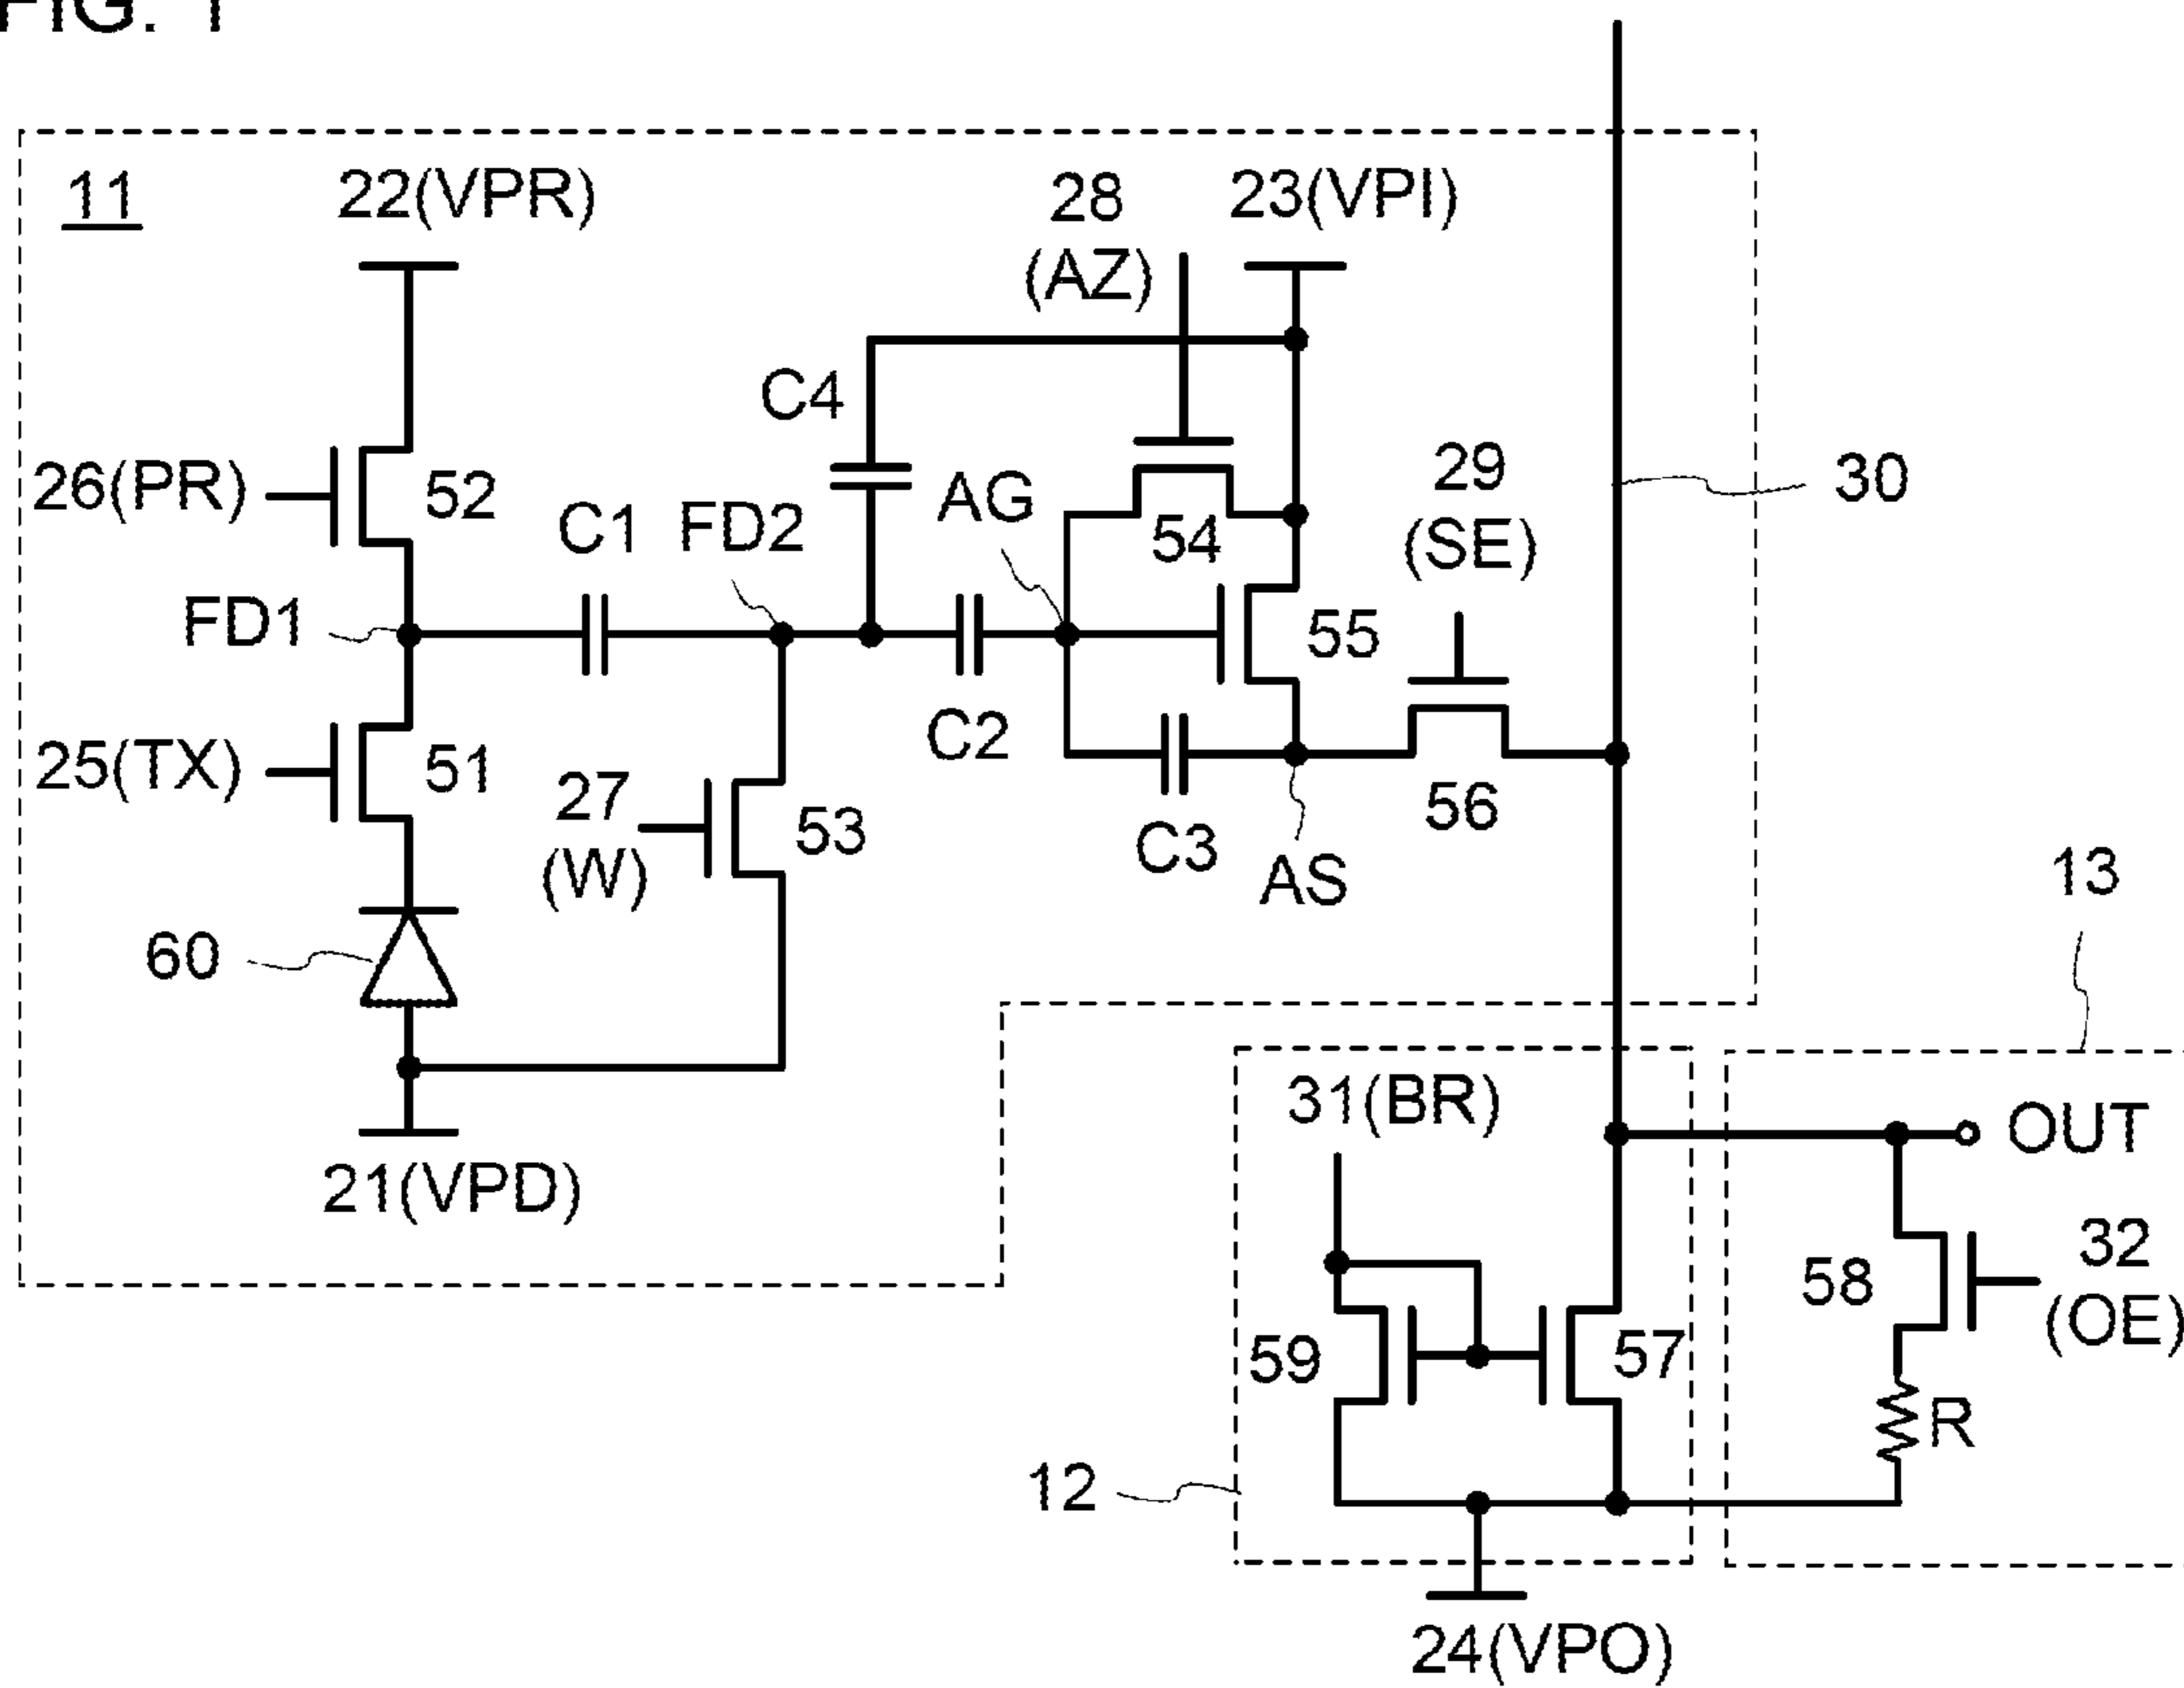 FIG. 1
11
22(VPR)
28
(AZ)
23(VPI)
C4
26(PR)
52
C1
FD2
AG
54
29
(SE)
30
FD1
55
25(TX)
51
C2
27
(W)
53
C3
56
AS
60
13
31(BR)
OUT
21(VPD)
58
32
(OE)
59
57
R
12
24(VPO)